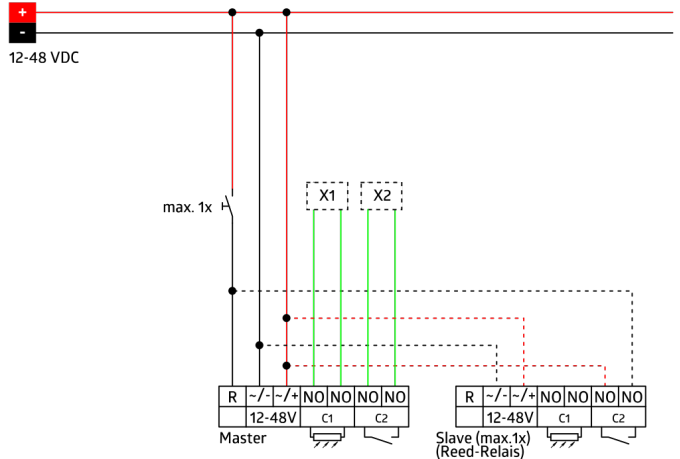 +
-
12-48 VDC
max. 1x
X1 X2
R ~/- ~/+ NO NO NO NO
12-48V C1 C2
Master
R ~/- ~/+ NO NO NO NO
12-48V C1 C2
Slave (max.1x)
(Reed-Relais)